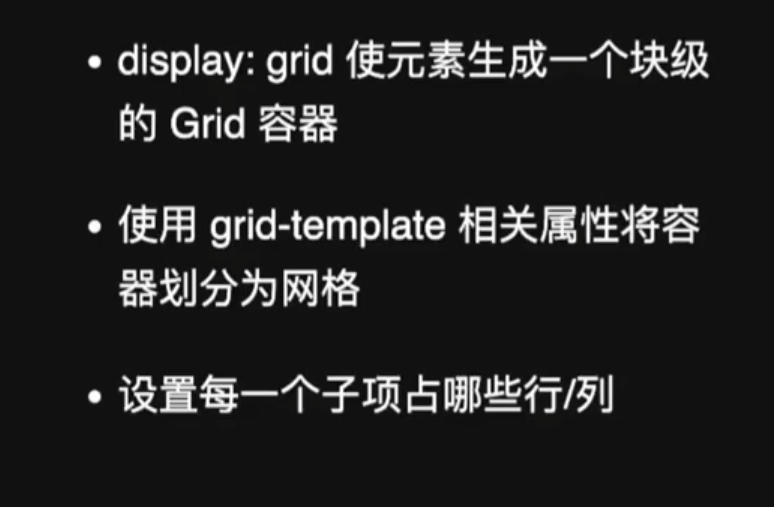 • display: grid 使元素生成一个块级
的 Grid 容器
• 使用 grid-template 相关属性将容
器划分为网格
• 设置每一个子项占哪些行/列